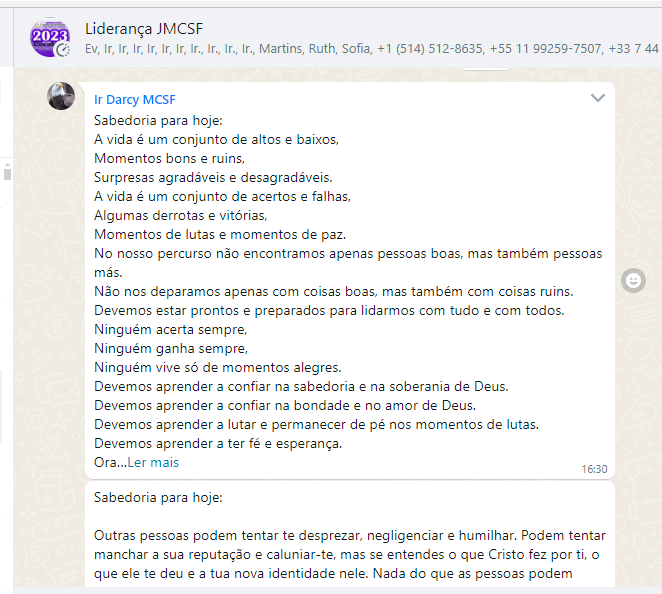 2023
Liderança JMCSF
Ev, Ir, Ir, Ir, Ir, Ir, Ir, Ir, Ir., Ir., Ir., Ir., Martins, Ruth, Sofia, +1 (514) 512-8635, +55 11 99259-7507, +33 7 44
Ir Darcy MCSF
Sabedoria para hoje:
A vida é um conjunto de altos e baixos,
Momentos bons e ruins,
Surpresas agradáveis e desagradáveis.
A vida é um conjunto de acertos e falhas,
Algumas derrotas e vitórias,
Momentos de lutas e momentos de paz.
No nosso percurso não encontramos apenas pessoas boas, mas também pessoas
más.
Não nos deparamos apenas com coisas boas, mas também com coisas ruins.
Devemos estar prontos e preparados para lidarmos com tudo e com todos.
Ninguém acerta sempre,
Ninguém ganha sempre,
Ninguém vive só de momentos alegres.
Devemos aprender a confiar na sabedoria e na soberania de Deus.
Devemos aprender a confiar na bondade e no amor de Deus.
Devemos aprender a lutar e permanecer de pé nos momentos de lutas.
Devemos aprender a ter fé e esperança.
Ora...Ler mais
16:30
Sabedoria para hoje:
Outras pessoas podem tentar te desprezar, negligenciar e humilhar. Podem tentar
manchar a sua reputação e caluniar-te, mas se entendes o que Cristo fez por ti, o
que ele te deu e a tua nova identidade nele. Nada do que as pessoas podem